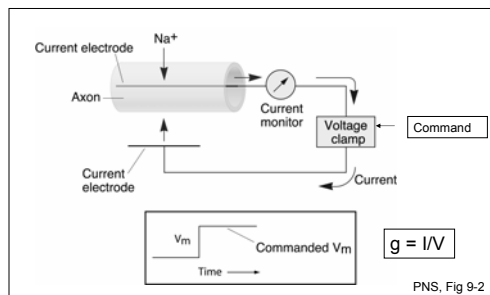 Na+
Current electrode
Axon
Current
monitor
Voltage
clamp
Command
Current
electrode
Current
Vm
Commanded Vm
Time
g = I/V
PNS, Fig 9-2